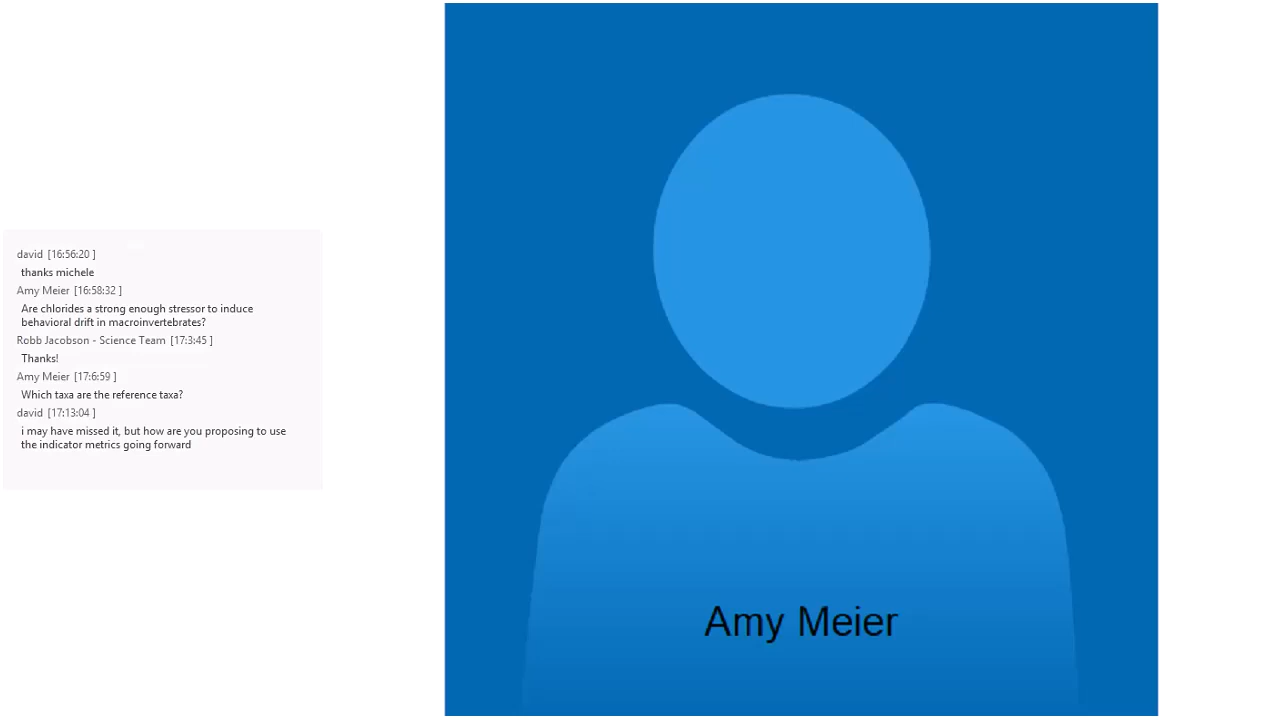 david [16:56:20 ]
thanks michele
Amy Meier [16:58:32 ]
Are chlorides a strong enough stressor to induce
behavioral drift in macroinvertebrates?
Robb Jacobson - Science Team [17:3:45 ]
Thanks!
Amy Meier [17:6:59 ]
Which taxa are the reference taxa?
david [17:13:04 ]
i may have missed it, but how are you proposing to use
the indicator metrics going forward
Amy Meier